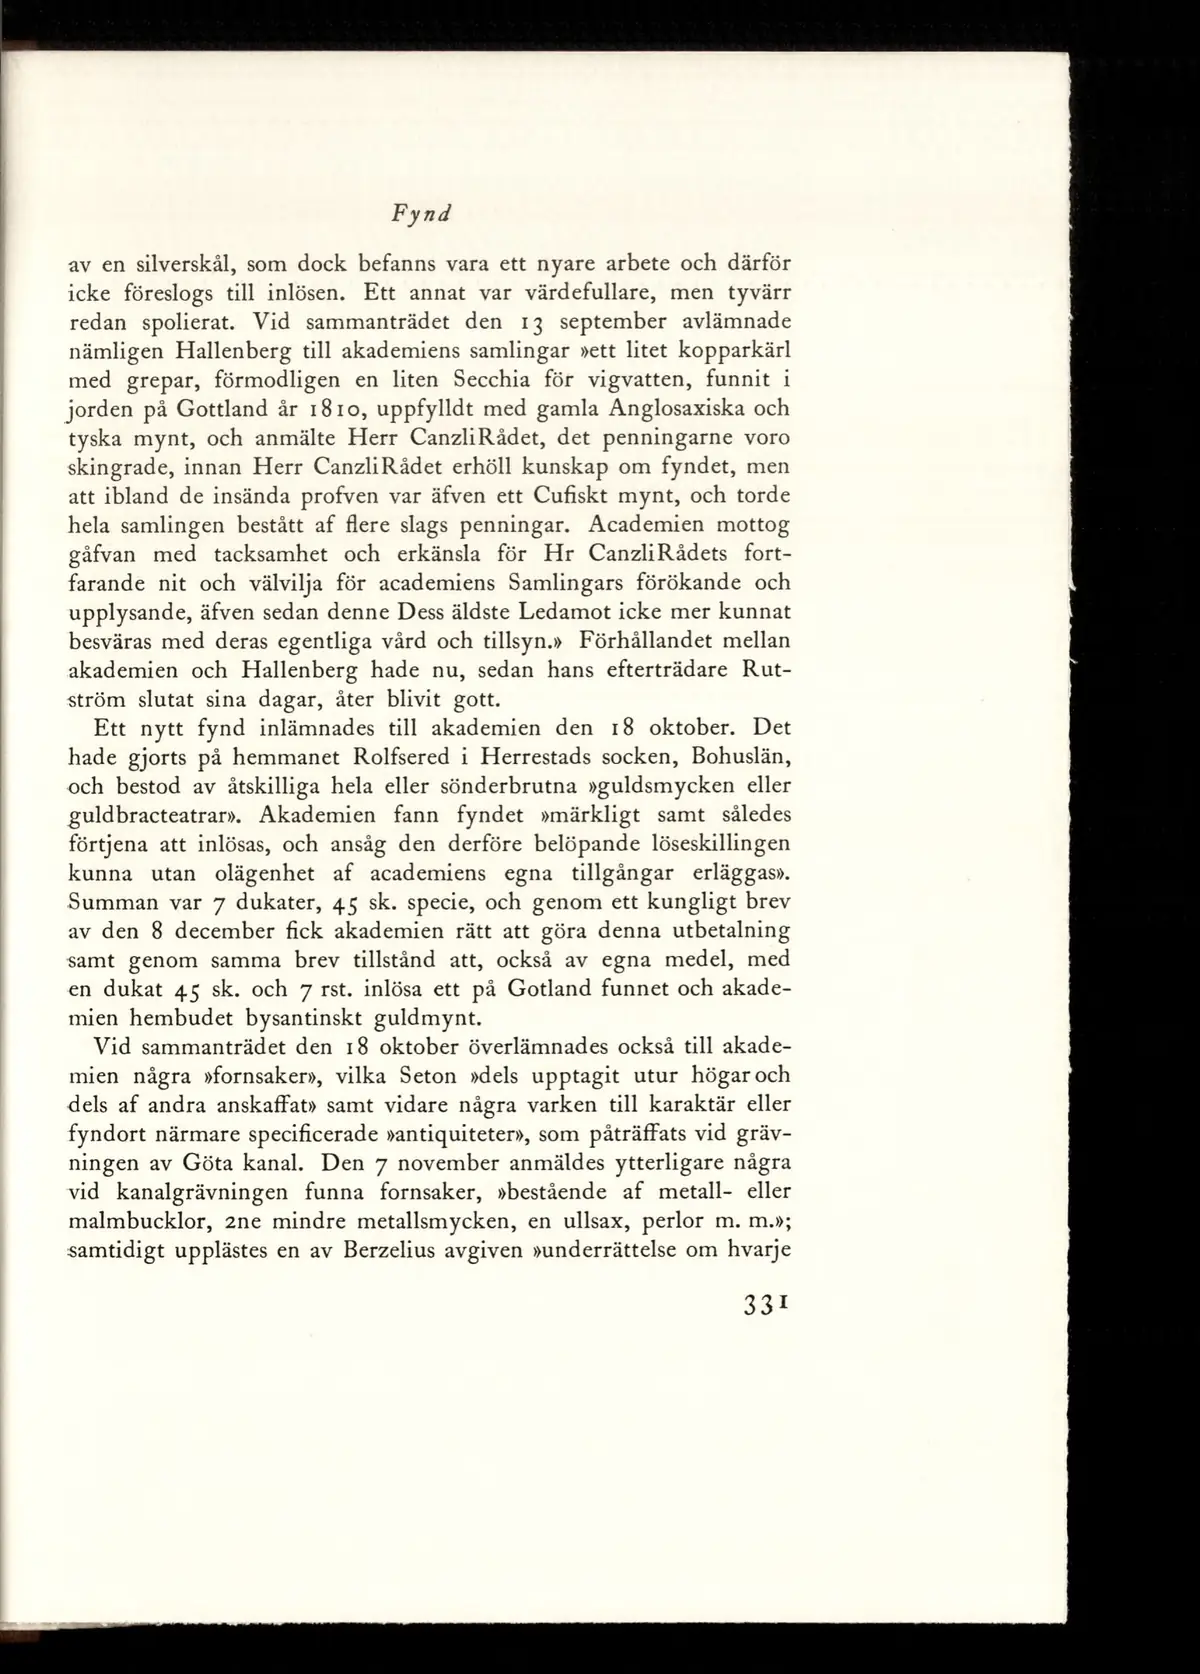 Fynd
av en silverskål, som dock befanns vara ett nyare arbete och därför
icke föreslogs till inlösen. Ett annat var värdefullare, men tyvärr
redan spolierat. Vid sammanträdet den 13 september avlämnade
nämligen Hallenberg till akademiens samlingar »ett litet kopparkärl
med grepar, förmodligen en liten Secchia för vigvatten, funnit i
jorden på Gottland år 1810, uppfylldt med gamla Anglosaxiska och
tyska mynt, och anmälte Herr CanzliRådet, det penningarne voro
skingrade, innan Herr CanzliRådet erhöll kunskap om fyndet, men
att ibland de insända profven var äfven ett Cufiskt mynt, och torde
hela samlingen bestått af flere slags penningar. Academien mottog
gåfvan med tacksamhet och erkänsla för Hr CanzliRådets fort-
farande nit och välvilja för academiens Samlingars förökande och
upplysande, äfven sedan denne Dess äldste Ledamot icke mer kunnat
besväras med deras egentliga vård och tillsyn.» Förhållandet mellan
akademien och Hallenberg hade nu, sedan hans efterträdare Rut-
ström slutat sina dagar, åter blivit gott.
Ett nytt fynd inlämnades till akademien den 18 oktober. Det
hade gjorts på hemmanet Rolfsered i Herrestads socken, Bohuslän,
och bestod av åtskilliga hela eller sönderbrutna »guldsmycken eller
guldbracteatrar». Akademien fann fyndet »märkligt samt således
förtjena att inlösas, och ansåg den derföre belöpande löseskillingen
kunna utan olägenhet af academiens egna tillgångar erläggas».
Summan var 7 dukater, 45 sk. specie, och genom ett kungligt brev
av den 8 december fick akademien rätt att göra denna utbetalning
samt genom samma brev tillstånd att, också av egna medel, med
en dukat 45 sk. och 7 rst. inlösa ett på Gotland funnet och akade-
mien hembudet bysantinskt guldmynt.
Vid sammanträdet den 18 oktober överlämnades också till akade-
mien några »fornsaker», vilka Seton »dels upptagit utur högar och
dels af andra anskaffat» samt vidare några varken till karaktär eller
fyndort närmare specificerade »antiquiteter», som påträffats vid gräv-
ningen av Göta kanal. Den 7 november anmäldes ytterligare några
vid kanalgrävningen funna fornsaker, »bestående af metall- eller
malmbucklor, 2ne mindre metallsmycken, en ullsax, perlor m. m.»;
samtidigt upplästes en av Berzelius avgiven »underrättelse om hvarje
331